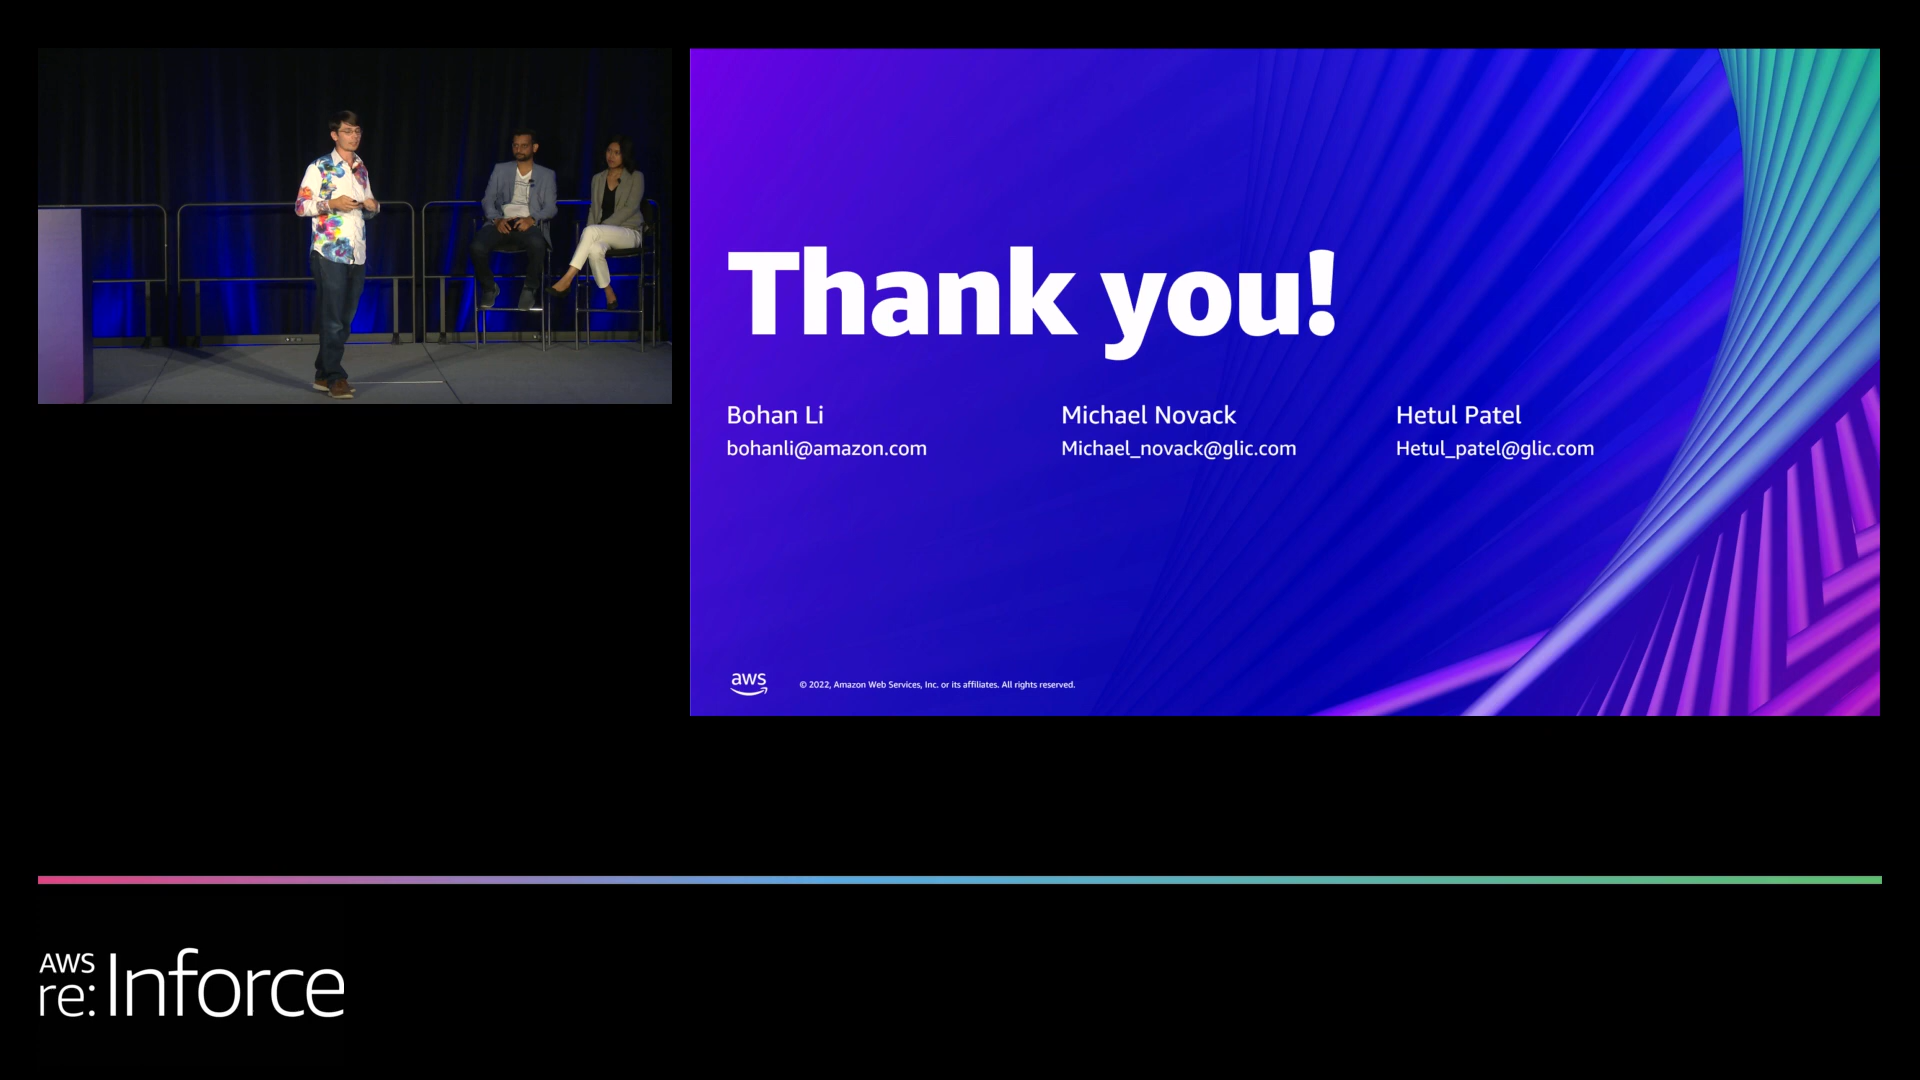 Thank you!
Bohan Li
bohanli@amazon.com
Michael Novack
Michael_novack@glic.com
Hetul Patel
Hetul_patel@glic.com
aws
© 2022, Amazon Web Services, Inc. or its affiliates. All rights reserved.
AWS
re:Inforce